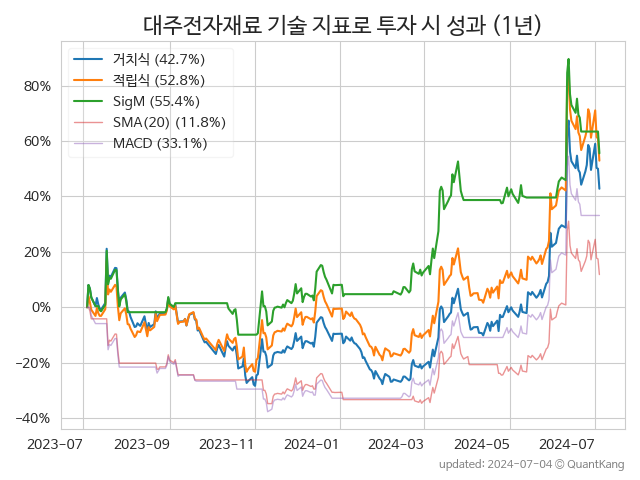 대주전자재료 기술 지표로 투자 시 성과 (1년)
거치식 (42.7%)
적립식 (52.8%)
SigM (55.4%)
SMA(20) (11.8%)
MACD (33.1%)
80%
60%
40%
20%
0%
−20%
−40%
2023-07 2023-09 2023-11 2024-01 2024-03 2024-05 2024-07
updated: 2024-07-04 © QuantKang